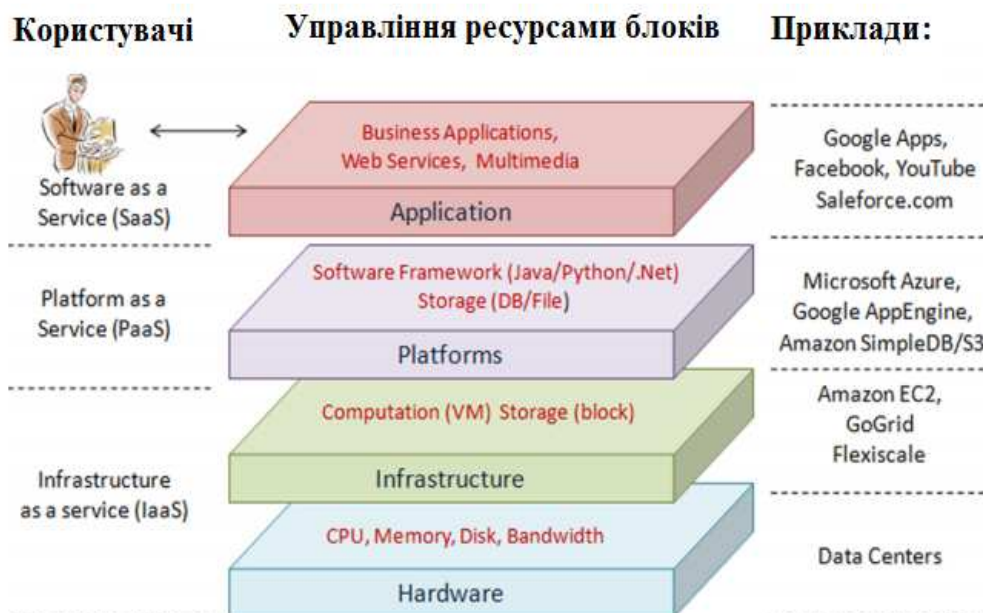 Користувачі
Управління ресурсами блоків
Приклади:
Software as a
Service (SaaS)
Business Applications,
Web Services, Multimedia
Application
Google Apps,
Facebook, YouTube
Saleforce.com
Platform as a
Service (PaaS)
Software Framework (Java/Python/.Net)
Storage (DB/File)
Platforms
Microsoft Azure,
Google AppEngine,
Amazon SimpleDB/S3
Infrastructure
as a service (IaaS)
Computation (VM) Storage (block)
Infrastructure
Amazon EC2,
GoGrid
Flexiscale
CPU, Memory, Disk, Bandwidth
Hardware
Data Centers